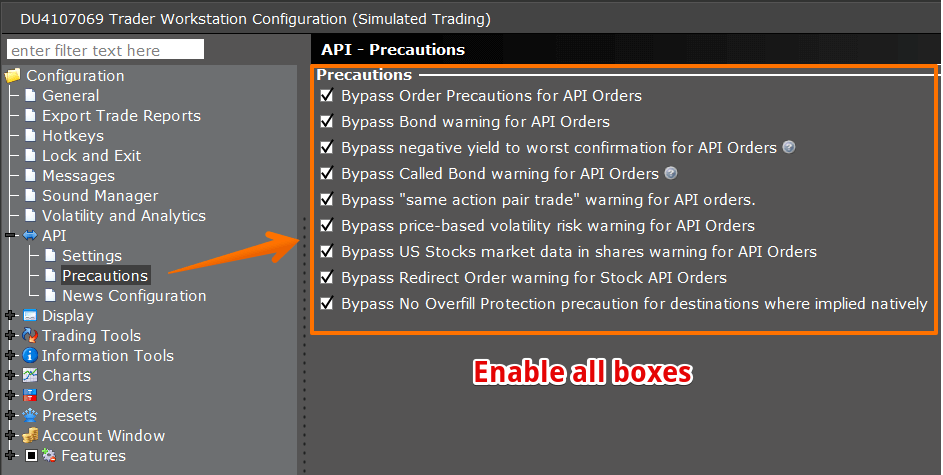 DU4107069 Trader Workstation Configuration (Simulated Trading)
enter filter text here
Configuration
General
Export Trade Reports
Hotkeys
Lock and Exit
Messages
Sound Manager
Volatility and Analytics
API
Settings
Precautions
News Configuration
Display
Trading Tools
Information Tools
Charts
Orders
Presets
Account Window
Features
API - Precautions
Precautions
Bypass Order Precautions for API Orders
Bypass Bond warning for API Orders
Bypass negative yield to worst confirmation for API Orders ?
Bypass Called Bond warning for API Orders ?
Bypass "same action pair trade" warning for API orders.
Bypass price-based volatility risk warning for API Orders
Bypass US Stocks market data in shares warning for API Orders
Bypass Redirect Order warning for Stock API Orders
Bypass No Overfill Protection precaution for destinations where implied natively
Enable all boxes